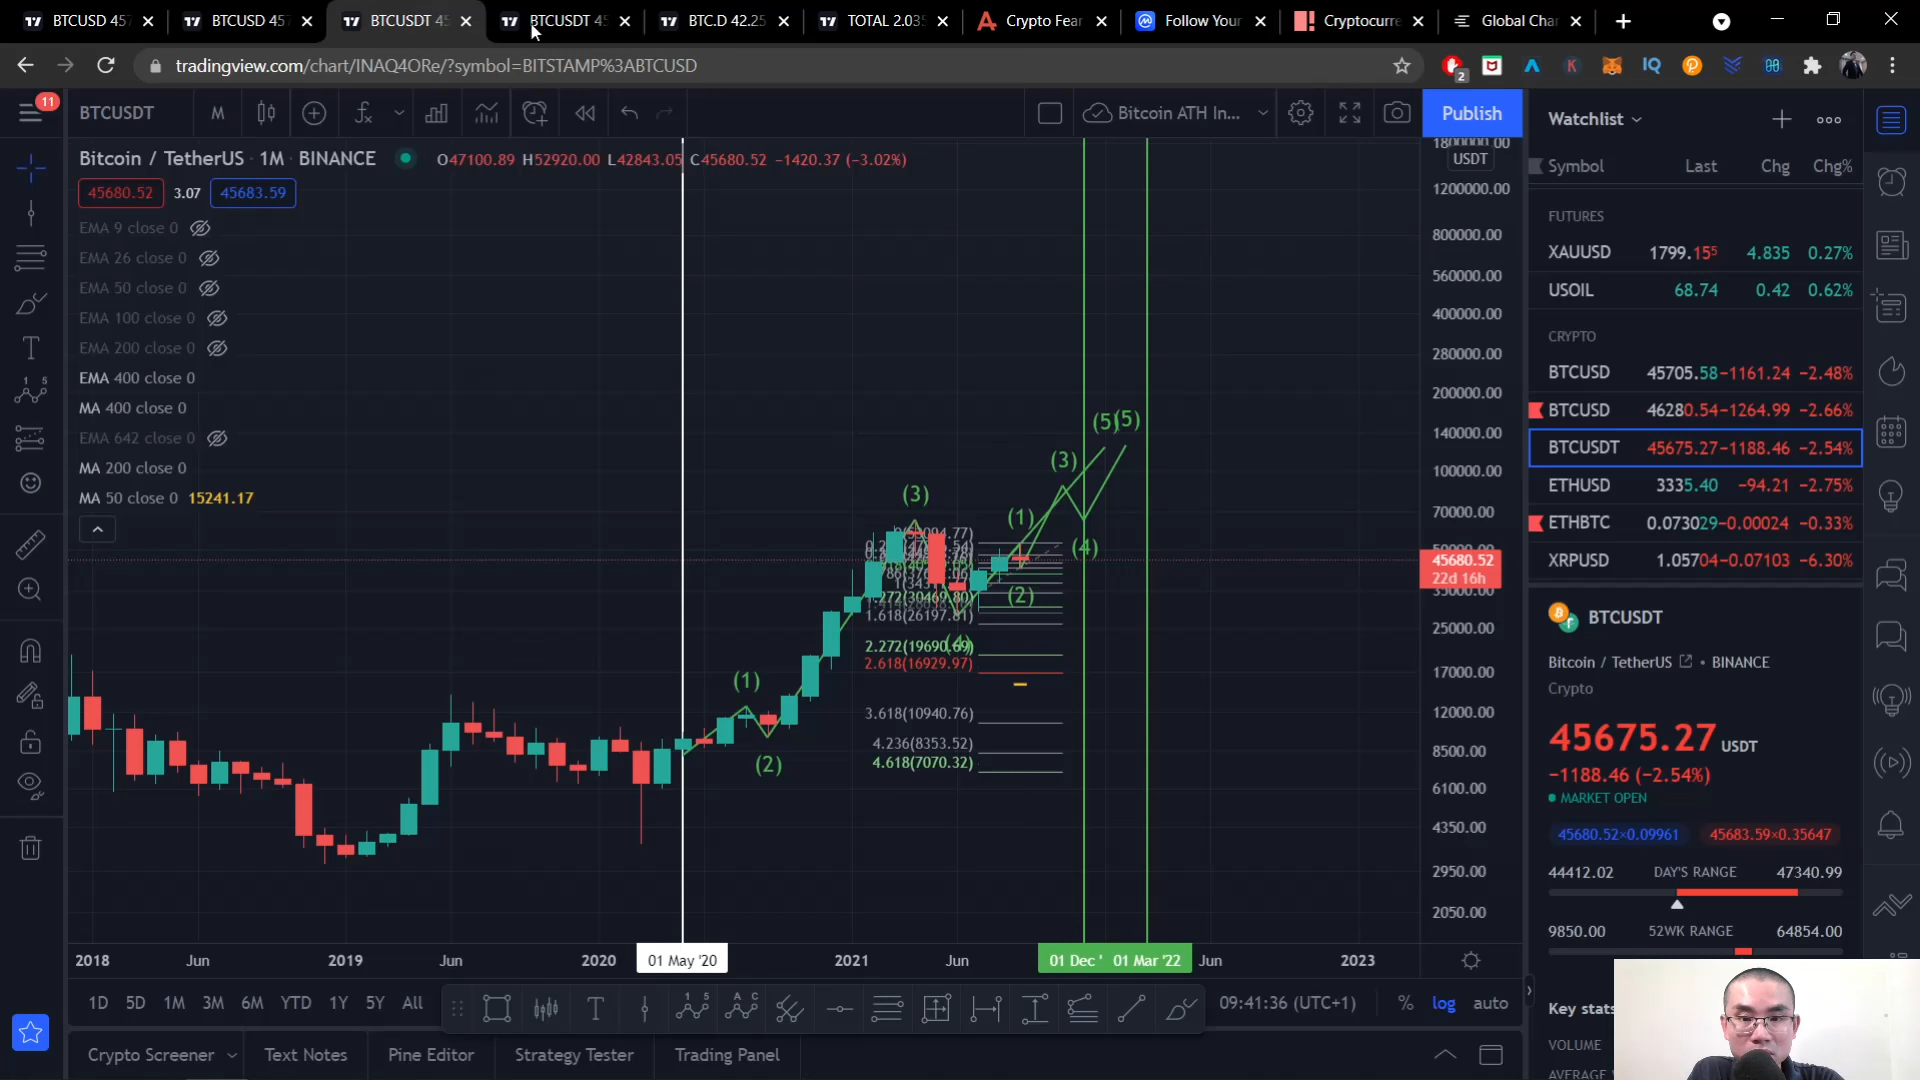 BTCUSD 457
BTCUSD 457
BTCUSDT 45
BTCUSDT 45
BTC.D 42.25
TOTAL 2.035
Crypto Fear
Follow Your
Cryptocurre
Global Char
tradingview.com/chart/INAQ4ORe/?symbol=BITSTAMP%3ABTCUSD
2
11
BTCUSDT
M
Bitcoin ATH In...
Publish
Watchlist
Bitcoin / TetherUS · 1M · BINANCE
O47100.89 H52920.00 L42843.05 C45680.52 −1420.37 (−3.02%)
45680.52
3.07
45683.59
EMA 9 close 0
EMA 26 close 0
EMA 50 close 0
EMA 100 close 0
EMA 200 close 0
EMA 400 close 0
MA 400 close 0
EMA 642 close 0
MA 200 close 0
MA 50 close 0 15241.17
USDT
1200000.00
800000.00
560000.00
400000.00
280000.00
200000.00
140000.00
100000.00
70000.00
45680.52
22d 16h
35000.00
25000.00
17000.00
12000.00
8500.00
6100.00
4350.00
2950.00
2050.00
(1)
(2)
(3)
(4)
(1)
(2)
(3)
(4)
(5)
(5)
1.272(30469.80)
1.618(26197.81)
2.272(19690.69)
2.618(16929.97)
3.618(10940.76)
4.236(8353.52)
4.618(7070.32)
2018
Jun
2019
Jun
2020
01 May '20
2021
Jun
01 Dec '
01 Mar '22
Jun
2023
1D 5D 1M 3M 6M YTD 1Y 5Y All
09:41:36 (UTC+1)
%
log
auto
Crypto Screener
Text Notes
Pine Editor
Strategy Tester
Trading Panel
Symbol Last Chg Chg%
FUTURES
XAUUSD 1799.155 4.835 0.27%
USOIL 68.74 0.42 0.62%
CRYPTO
BTCUSD 45705.58 −1161.24 −2.48%
BTCUSD 46280.54 −1264.99 −2.66%
BTCUSDT 45675.27 −1188.46 −2.54%
ETHUSD 3335.40 −94.21 −2.75%
ETHBTC 0.073029 −0.00024 −0.33%
XRPUSD 1.05704 −0.07103 −6.30%
BTCUSDT
Bitcoin / TetherUS • BINANCE
Crypto
45675.27 USDT
−1188.46 (−2.54%)
MARKET OPEN
45680.52×0.09961
45683.59×0.35647
44412.02 DAY'S RANGE 47340.99
9850.00 52WK RANGE 64854.00
Key stats
VOLUME
AVERAGE